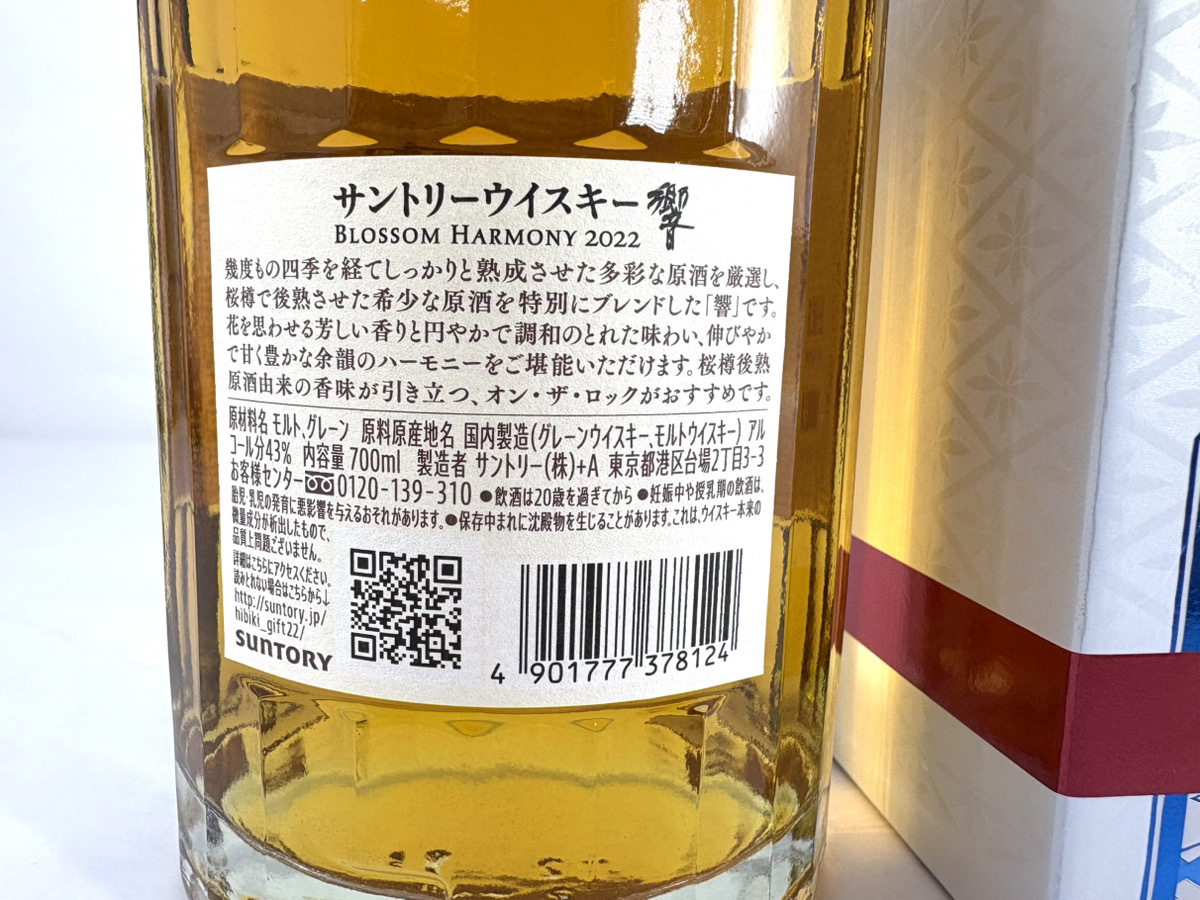 サントリーウイスキー 響
BLOSSOM HARMONY 2022
幾度もの四季を経てしっかりと熟成させた多彩な原酒を厳選し、
桜樽で後熟させた希少な原酒を特別にブレンドした「響」です。
花を思わせる芳しい香りと円やかで調和のとれた味わい、伸びやか
で甘く豊かな余韻のハーモニーをご堪能いただけます。桜樽後熟
原酒由来の香味が引き立つ、オン・ザ・ロックがおすすめです。
原材料名 モルト、グレーン 原料原産地名 国内製造(グレーンウイスキー、モルトウイスキー) アル
コール分43% 内容量 700ml 製造者 サントリー(株)+A 東京都港区台場2丁目3-3
お客様センター 0120-139-310 ●飲酒は20歳を過ぎてから ●妊娠中や授乳期の飲酒は、
胎児・乳児の発育に悪影響を与えるおそれがあります。●保存中まれに沈殿物を生じることがあります。これは、ウイスキー本来の
微量成分が析出したもので、
品質上問題ございません。
詳細はこちらにアクセスください。
読みとれない場合はこちらから↓
http://suntory.jp/
hibiki_gift22/
SUNTORY
4 901777 378124